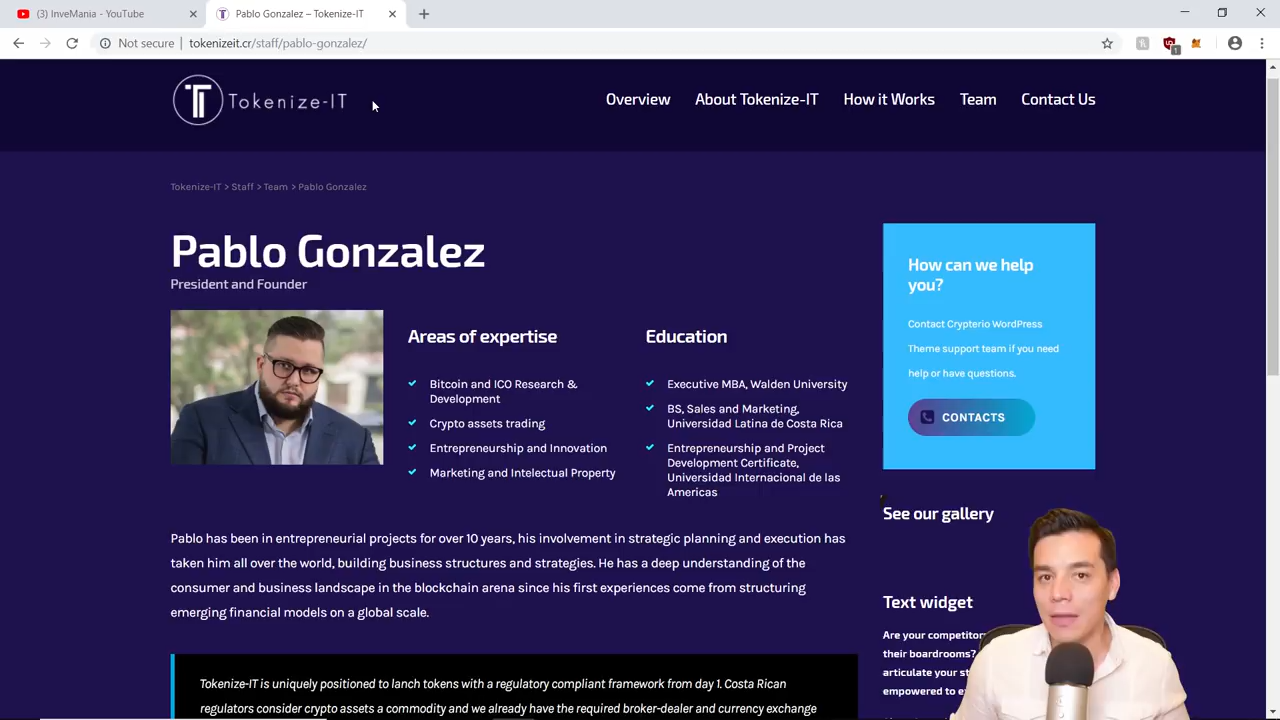 (3) InveMania - YouTube
Pablo Gonzalez – Tokenize-IT
Not secure
tokenizeit.cr/staff/pablo-gonzalez/
Tokenize-IT
Overview
About Tokenize-IT
How it Works
Team
Contact Us
Tokenize-IT > Staff > Team > Pablo Gonzalez
Pablo Gonzalez
President and Founder
Areas of expertise
Bitcoin and ICO Research &
Development
Crypto assets trading
Entrepreneurship and Innovation
Marketing and Intelectual Property
Education
Executive MBA, Walden University
BS, Sales and Marketing,
Universidad Latina de Costa Rica
Entrepreneurship and Project
Development Certificate,
Universidad Internacional de las
Americas
Pablo has been in entrepreneurial projects for over 10 years, his involvement in strategic planning and execution has
taken him all over the world, building business structures and strategies. He has a deep understanding of the
consumer and business landscape in the blockchain arena since his first experiences come from structuring
emerging financial models on a global scale.
Tokenize-IT is uniquely positioned to lanch tokens with a regulatory compliant framework from day 1. Costa Rican
regulators consider crypto assets a commodity and we already have the required broker-dealer and currency exchange
How can we help
you?
Contact Crypterio WordPress
Theme support team if you need
help or have questions.
CONTACTS
See our gallery
Text widget
Are your competitor
their boardrooms?
articulate your st
empowered to e